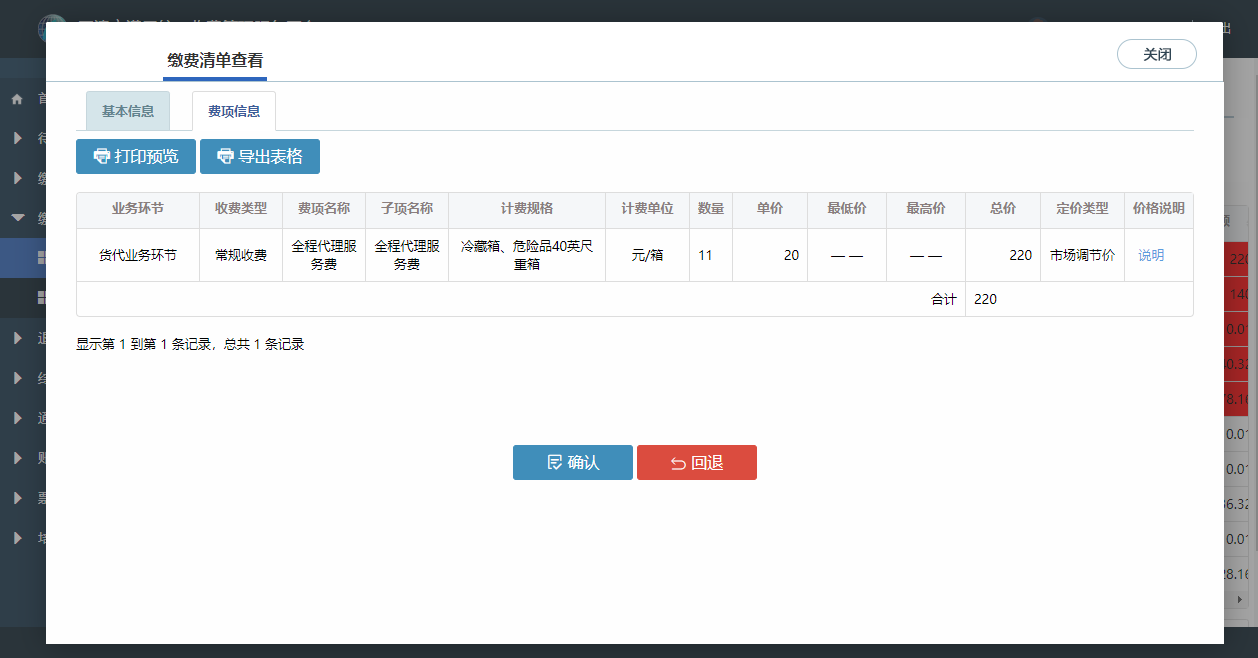 缴费清单查看
关闭
基本信息 费项信息
打印预览 导出表格
业务环节 收费类型 费项名称 子项名称 计费规格 计费单位 数量 单价 最低价 最高价 总价 定价类型 价格说明
货代业务环节 常规收费 全程代理服务费 全程代理服务费 冷藏箱、危险品40英尺重箱 元/箱 11 20 — — — — 220 市场调节价 说明
合计 220
显示第 1 到第 1 条记录，总共 1 条记录
确认 回退